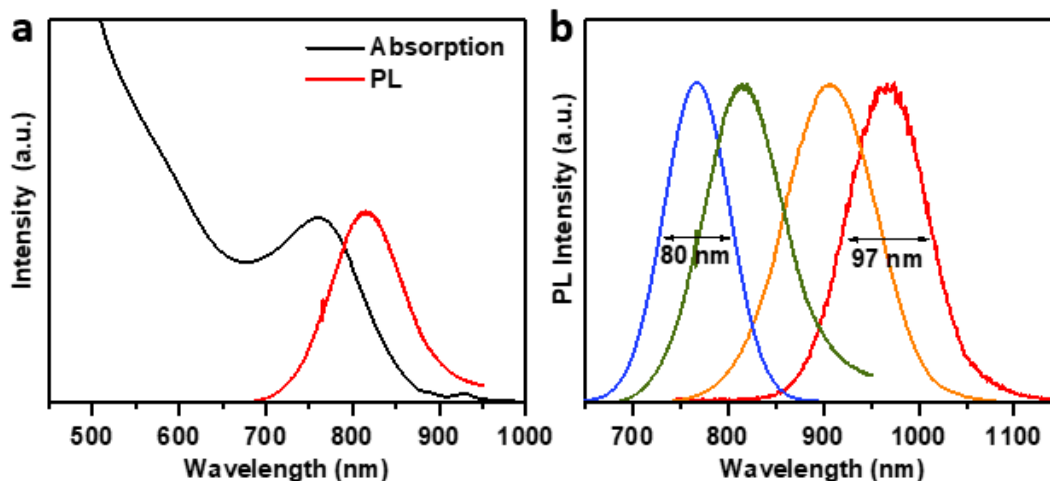 a
Absorption
PL
Intensity (a.u.)
500 600 700 800 900 1000
Wavelength (nm)
b
80 nm
97 nm
PL Intensity (a.u.)
700 800 900 1000 1100
Wavelength (nm)